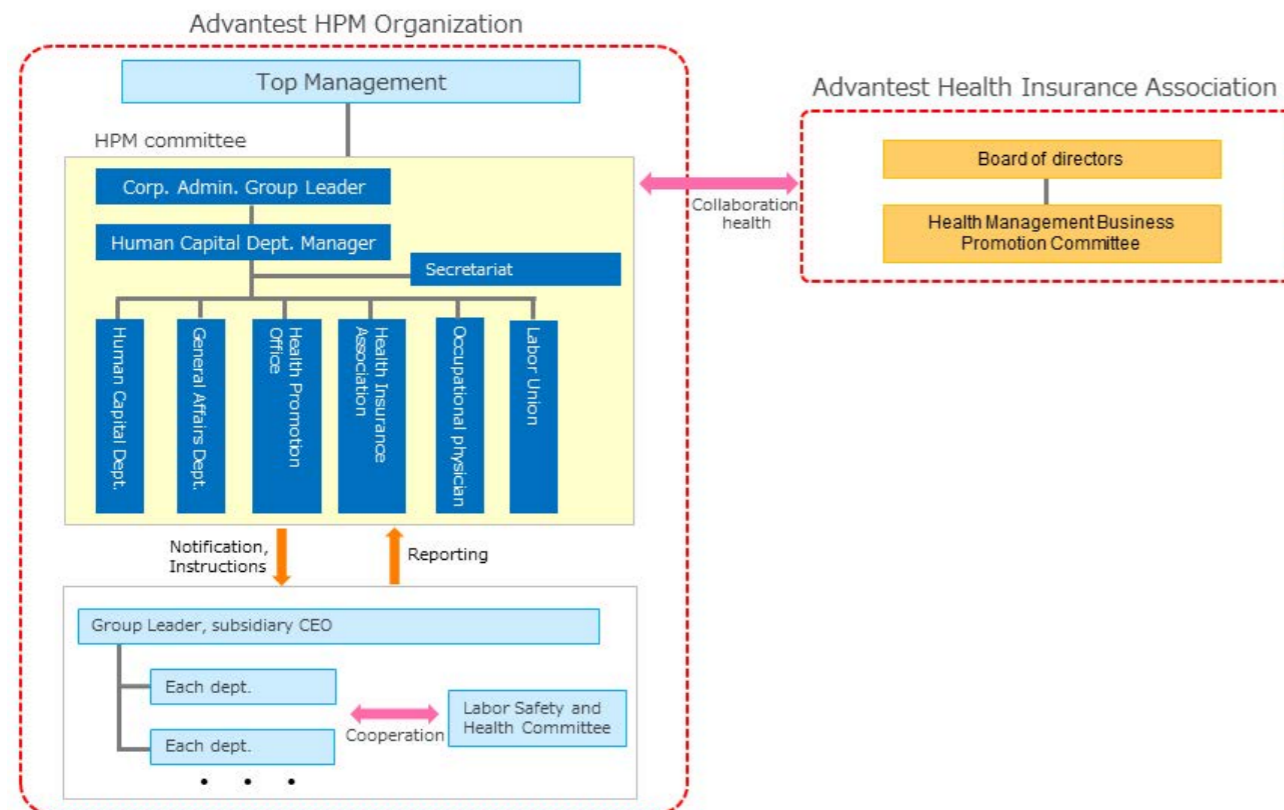 Advantest HPM Organization
Top Management
HPM committee
Corp. Admin. Group Leader
Human Capital Dept. Manager
Secretariat
Human Capital Dept.
General Affairs Dept.
Health Promotion
Office
Health Insurance
Association
Occupational physician
Labor Union
Notification,
Instructions
Reporting
Group Leader, subsidiary CEO
Each dept.
Each dept.
• • •
Cooperation
Labor Safety and
Health Committee
Collaboration
health
Advantest Health Insurance Association
Board of directors
Health Management Business
Promotion Committee